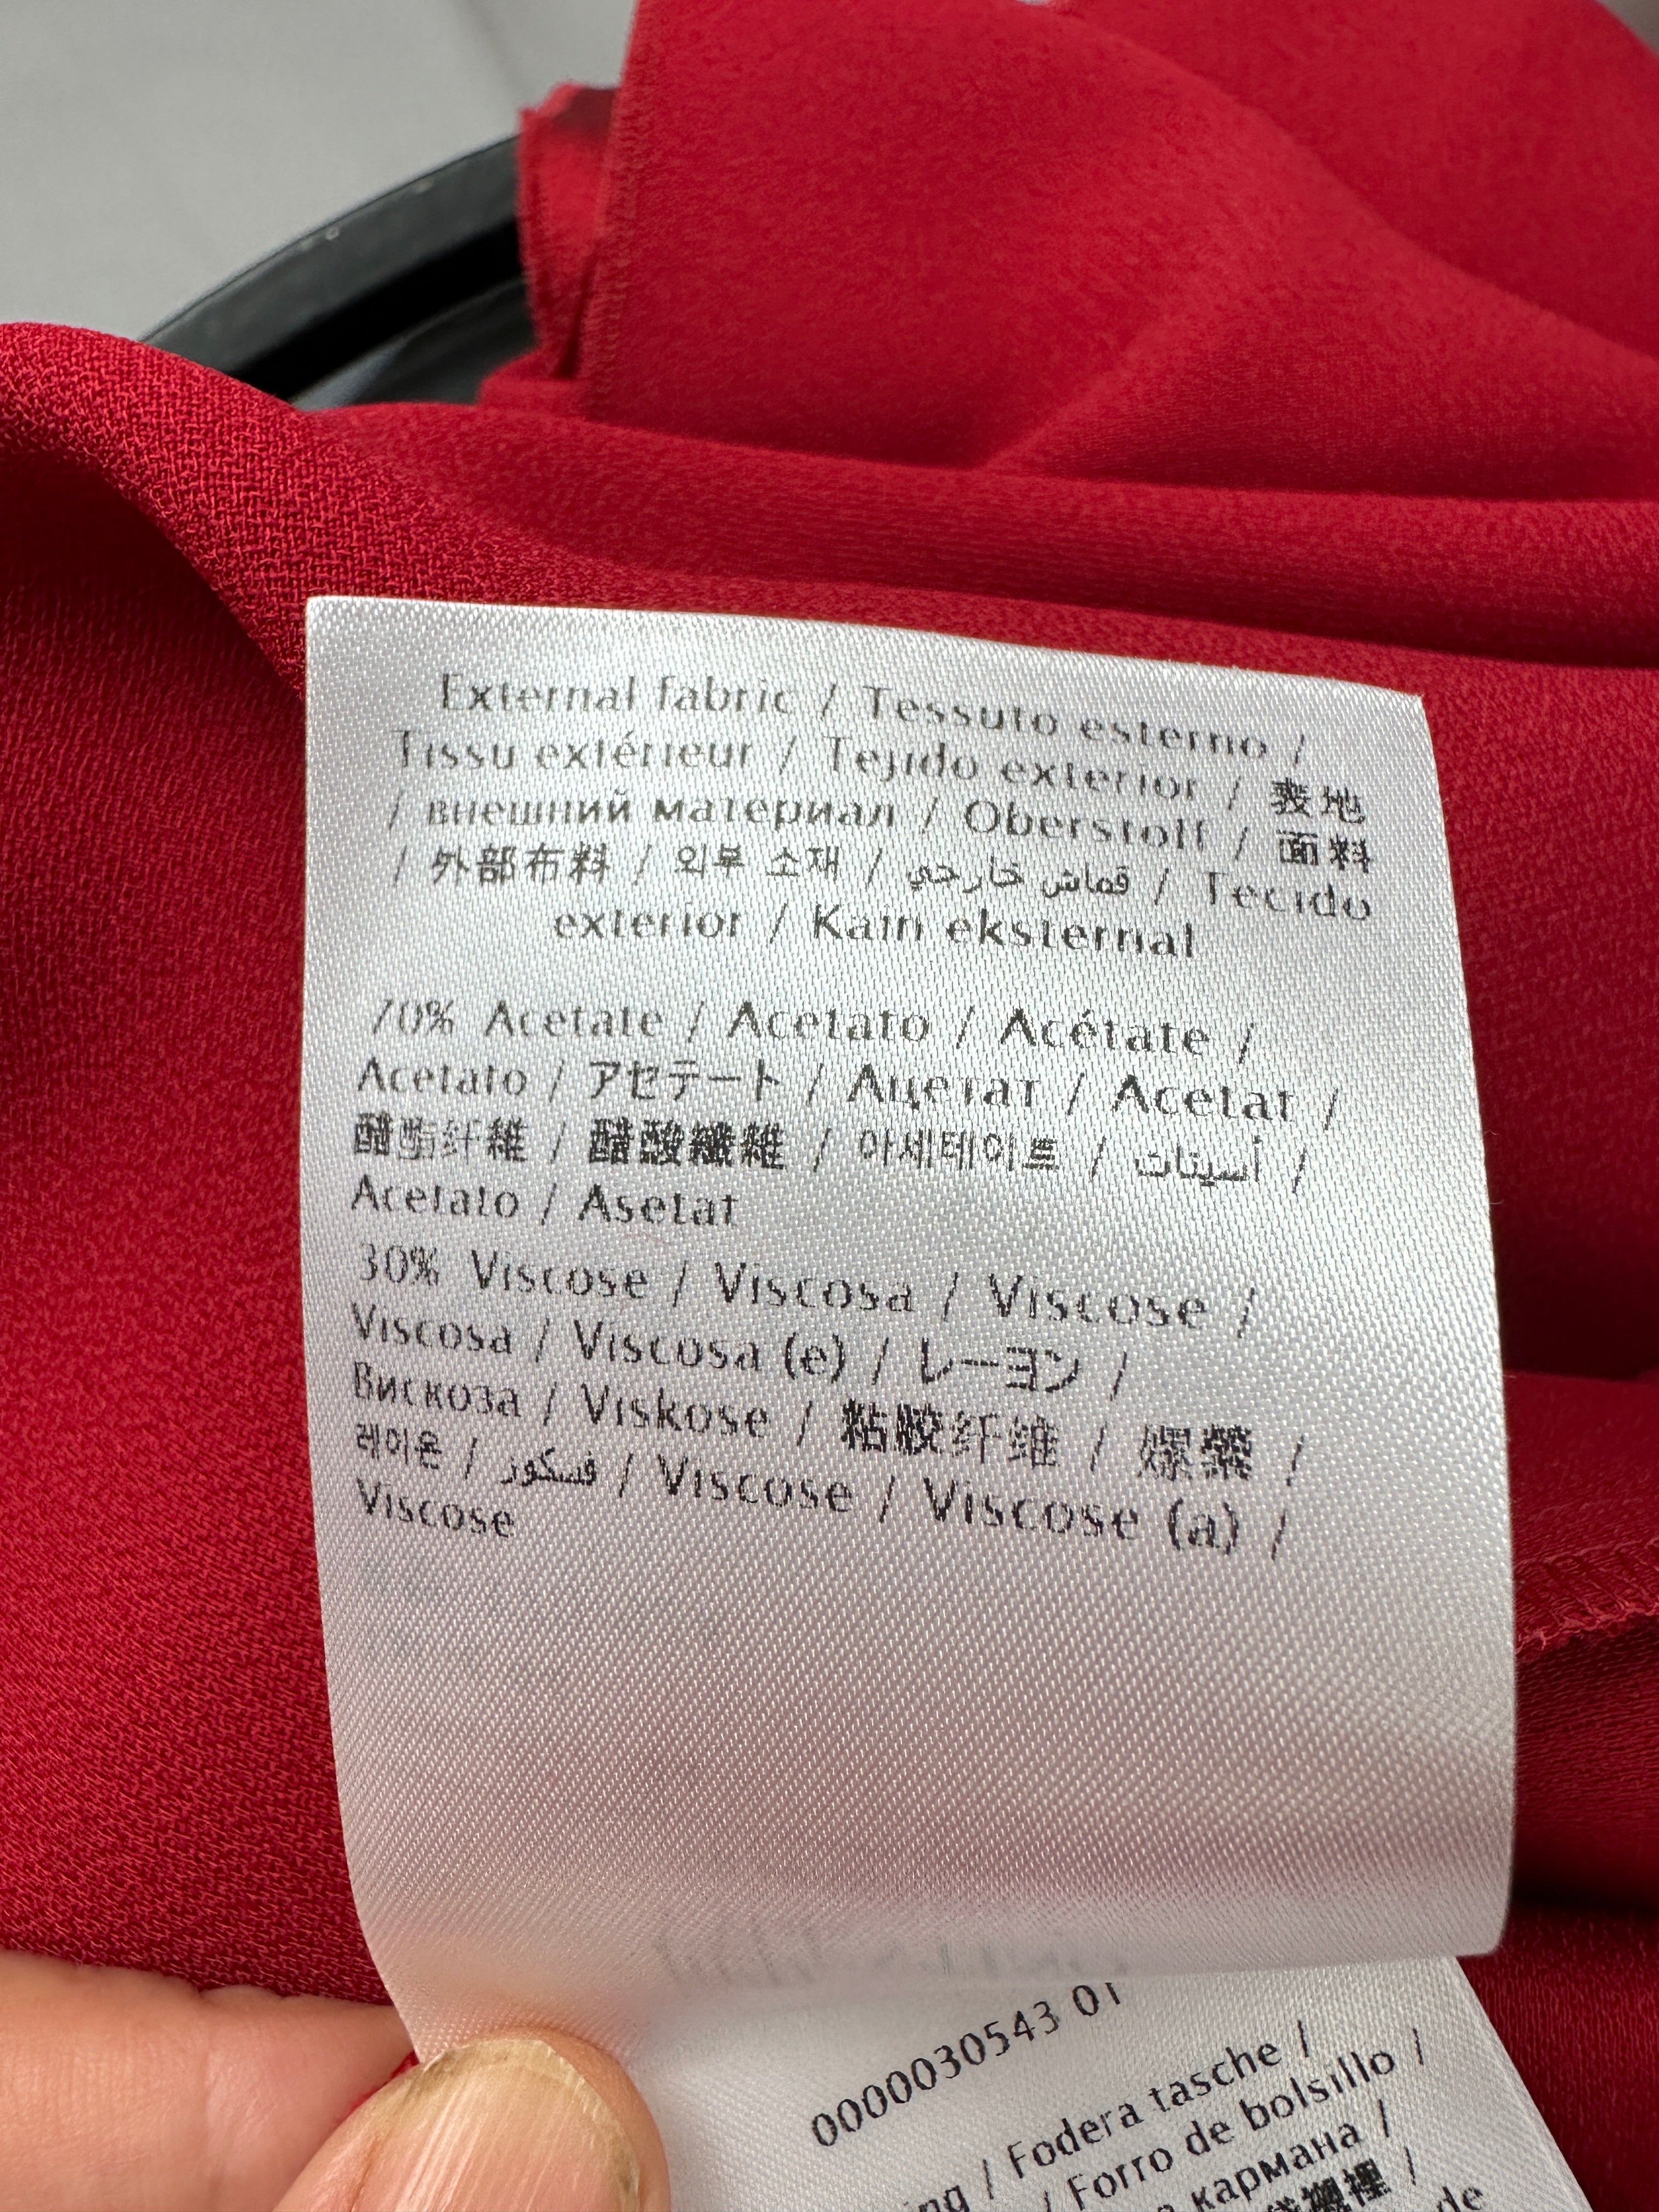 External fabric / Tessuto esterno /
Tissu extérieur / Tejido exterior / 表地
/ внешний материал / Oberstoff / 面料
/ 外部布料 / 외부 소재 / قماش خارجي / Tecido
exterior / Kain eksternal
70% Acetate / Acetato / Acétate /
Acetato / アセテート / Ацетат / Acetat /
醋酯纤维 / 醋酸纖維 / 아세테이트 / أسيتات /
Acetato / Asetat
30% Viscose / Viscosa / Viscose /
Viscosa / Viscosa (e) / レーヨン /
Вискоза / Viskose / 粘胶纤维 / 嫘縈 /
레이온 / فسكوز / Viscose / Viscose (a) /
Viscose
0000030543 01
/ Fodera tasche /
/ Forro de bolsillo /
кармана /
de